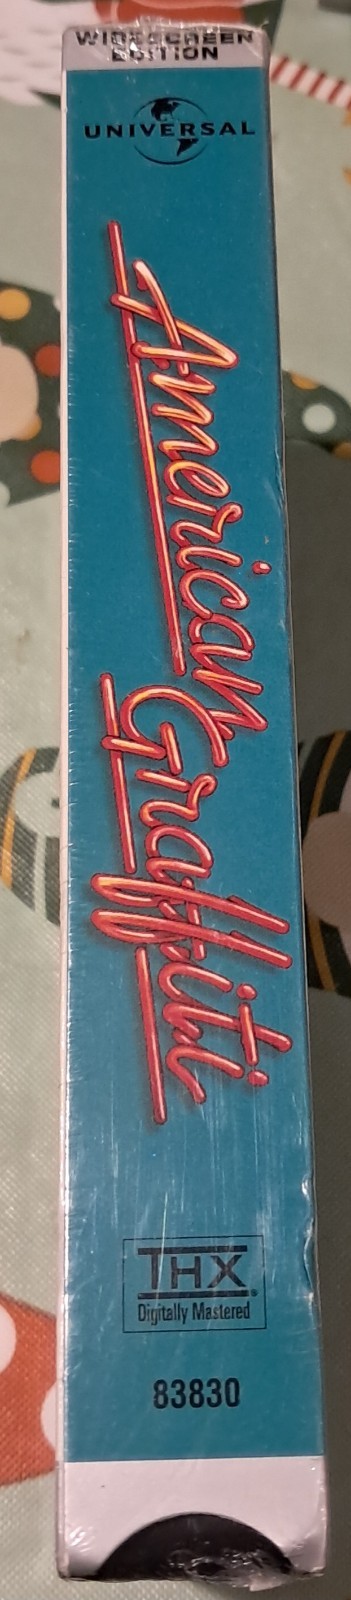 WIDESCREEN
EDITION
UNIVERSAL
American
Graffiti
THX
Digitally Mastered
83830